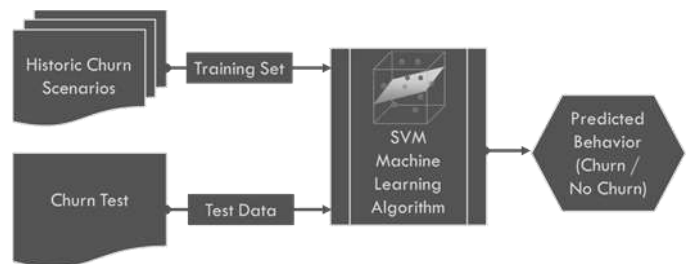 Historic Churn
Scenarios
Training Set
Churn Test
Test Data
SVM
Machine
Learning
Algorithm
Predicted
Behavior
(Churn /
No Churn)